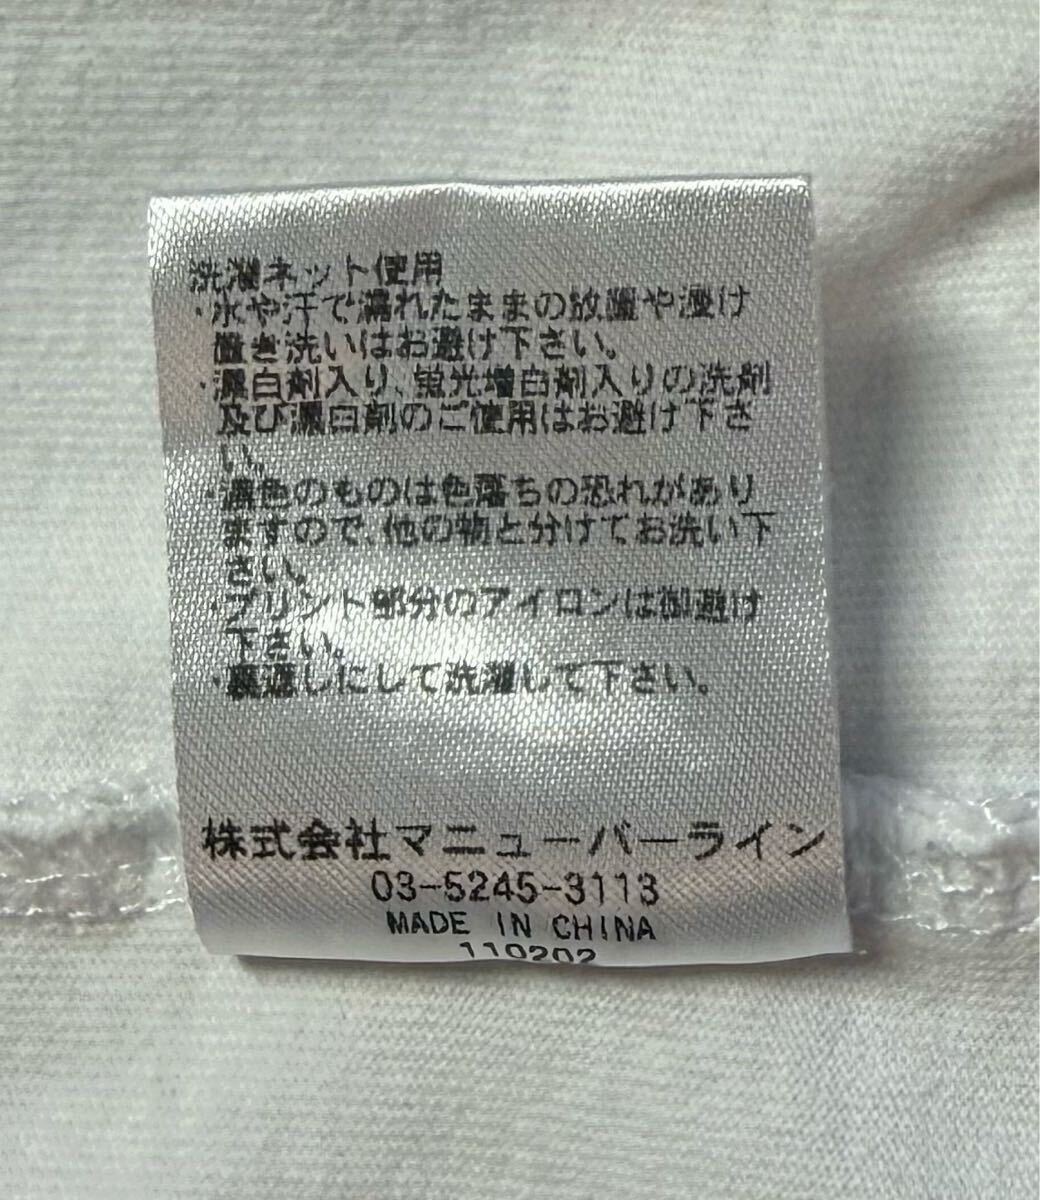 洗濯ネット使用
・水や汗で濡れたままの放置や浸け
置き洗いはお避け下さい。
・漂白剤入り、蛍光増白剤入りの洗剤
及び漂白剤のご使用はお避け下さ
い。
・濃色のものは色落ちの恐れがあり
ますので、他の物と分けてお洗い下
さい。
・プリント部分のアイロンは御避け
下さい。
・裏返しにして洗濯して下さい。
株式会社マニューバーライン
03-5245-3113
MADE IN CHINA
110202